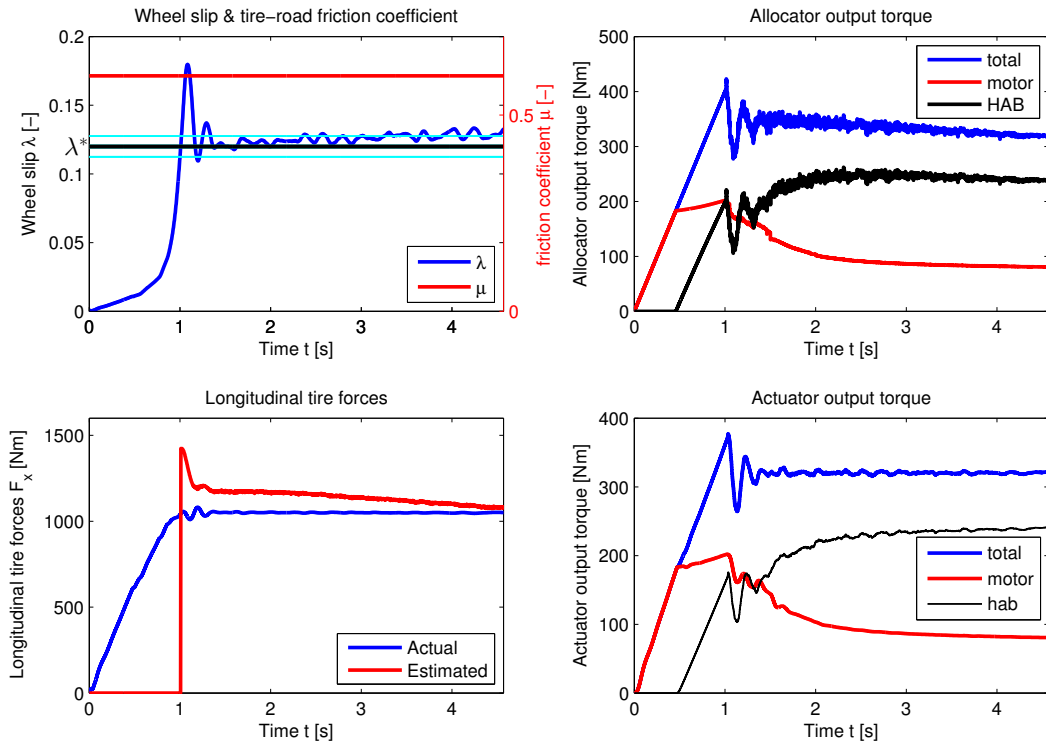 Wheel slip & tire−road friction coefficient
0.2
0.15
λ*
0.1
0.05
0
Wheel slip λ [−]
0.5
0
friction coefficient μ [−]
λ
μ
0 1 2 3 4
Time t [s]
Allocator output torque
500
400
300
200
100
0
Allocator output torque [Nm]
total
motor
HAB
0 1 2 3 4
Time t [s]
Longitudinal tire forces
1500
1000
500
0
Longitudinal tire forces F_x [Nm]
Actual
Estimated
0 1 2 3 4
Time t [s]
Actuator output torque
400
300
200
100
0
Actuator output torque [Nm]
total
motor
hab
0 1 2 3 4
Time t [s]